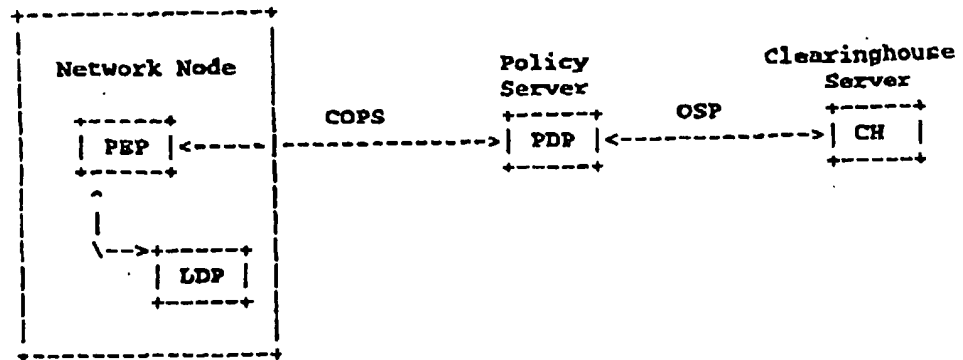 Network Node
Policy
Server
Clearinghouse
Server
COPS
OSP
PEP
PDP
CH
LDP